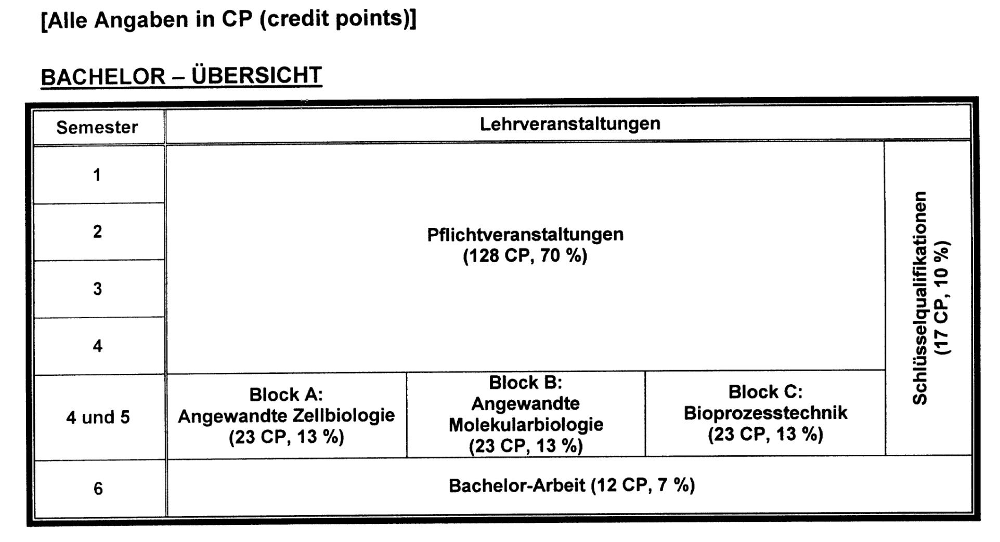 [Alle Angaben in CP (credit points)]
BACHELOR – ÜBERSICHT
Semester
Lehrveranstaltungen
1
2
3
4
Pflichtveranstaltungen
(128 CP, 70 %)
Schlüsselqualifikationen
(17 CP, 10 %)
4 und 5
Block A:
Angewandte Zellbiologie
(23 CP, 13 %)
Block B:
Angewandte
Molekularbiologie
(23 CP, 13 %)
Block C:
Bioprozesstechnik
(23 CP, 13 %)
6
Bachelor-Arbeit (12 CP, 7 %)